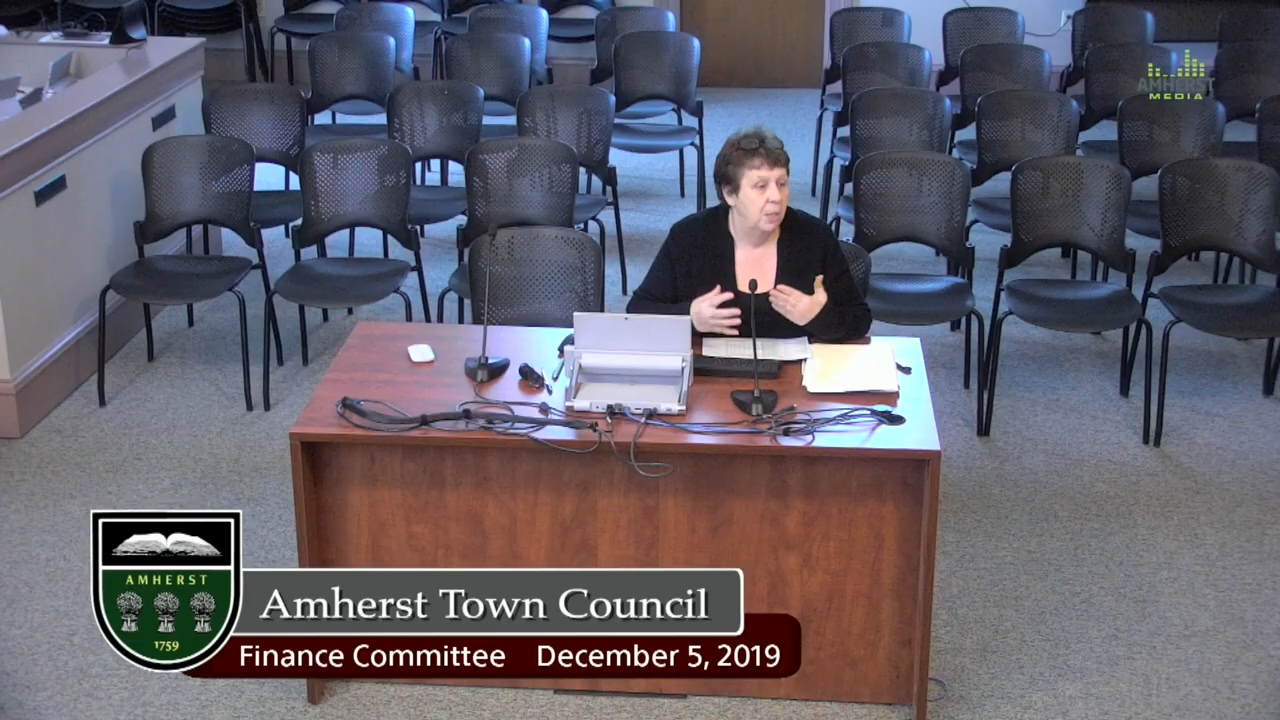 AMHERST
MEDIA
AMHERST
1759
Amherst Town Council
Finance Committee December 5, 2019